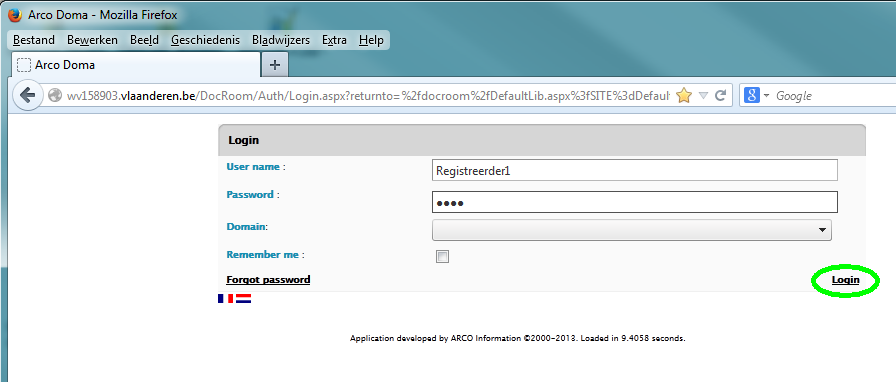 Arco Doma - Mozilla Firefox
Bestand Bewerken Beeld Geschiedenis Bladwijzers Extra Help
Arco Doma +
wv158903.vlaanderen.be/DocRoom/Auth/Login.aspx?returnto=%2fdocroom%2fDefaultLib.aspx%3fSITE%3dDefaul Google
Login
User name : Registreerder1
Password : ●●●●
Domain:
Remember me :
Forgot password Login
Application developed by ARCO Information ©2000-2013. Loaded in 9.4058 seconds.